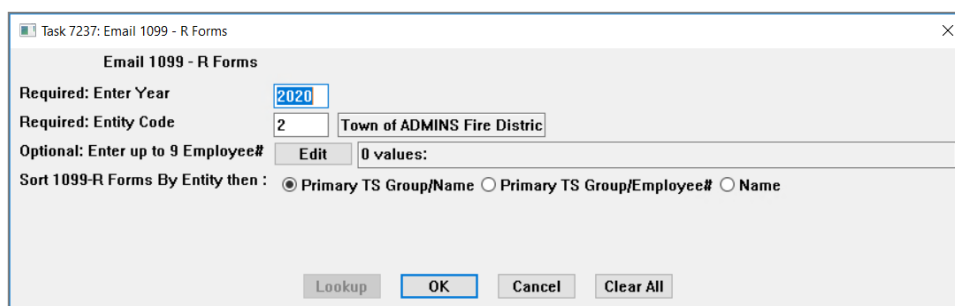 Task 7237: Email 1099 - R Forms
Email 1099 - R Forms
Required: Enter Year 2020
Required: Entity Code 2 Town of ADMINS Fire Distric
Optional: Enter up to 9 Employee# Edit 0 values:
Sort 1099-R Forms By Entity then : Primary TS Group/Name Primary TS Group/Employee# Name
Lookup OK Cancel Clear All